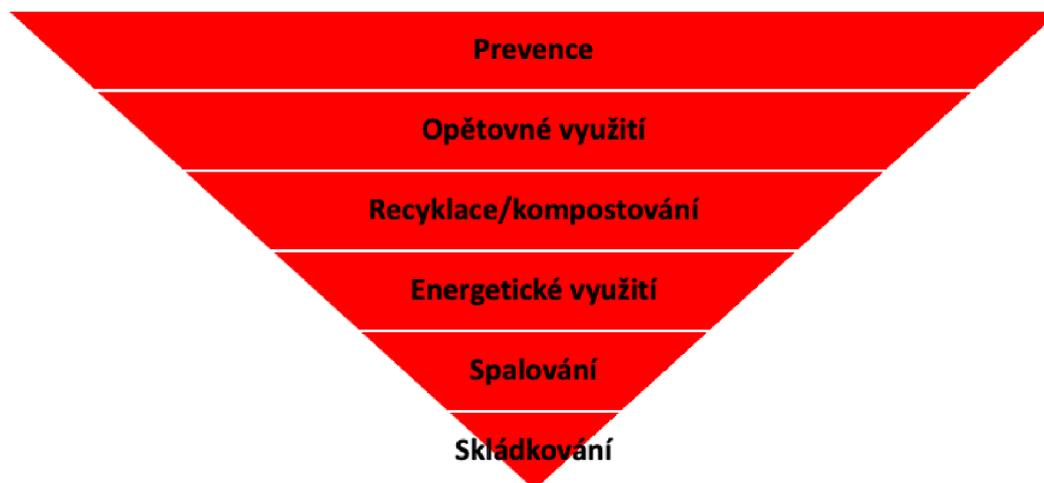 Prevence
Opětovné využití
Recyklace/kompostování
Energetické využití
Spalování
Skládkování